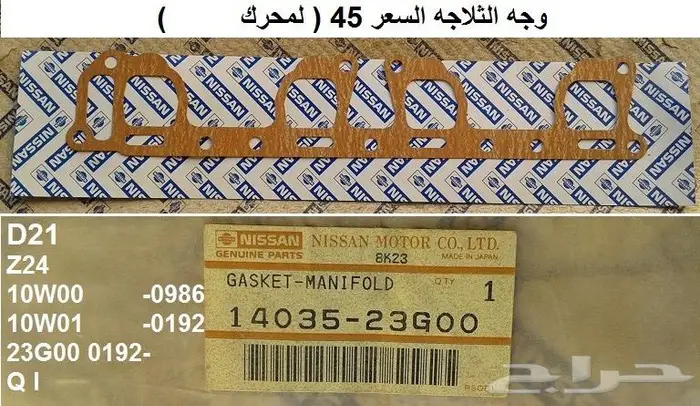 وجه الثلاجه السعر 45 ( لمحرك )
D21
Z24
10W00 -0986
10W01 -0192
23G00 0192-
Q I
NISSAN
GENUINE PARTS
NISSAN MOTOR CO., LTD.
8K23
MADE IN JAPAN
GASKET-MANIFOLD
QTY
1
14035-23G00
حراج